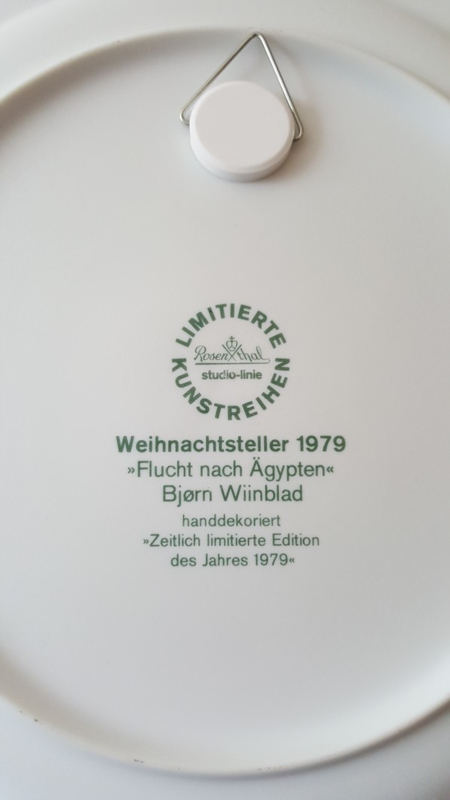 LIMITIERTE
Rosenthal
studio-linie
KUNSTREIHEN
Weihnachtsteller 1979
»Flucht nach Ägypten«
Bjørn Wiinblad
handdekoriert
»Zeitlich limitierte Edition
des Jahres 1979«